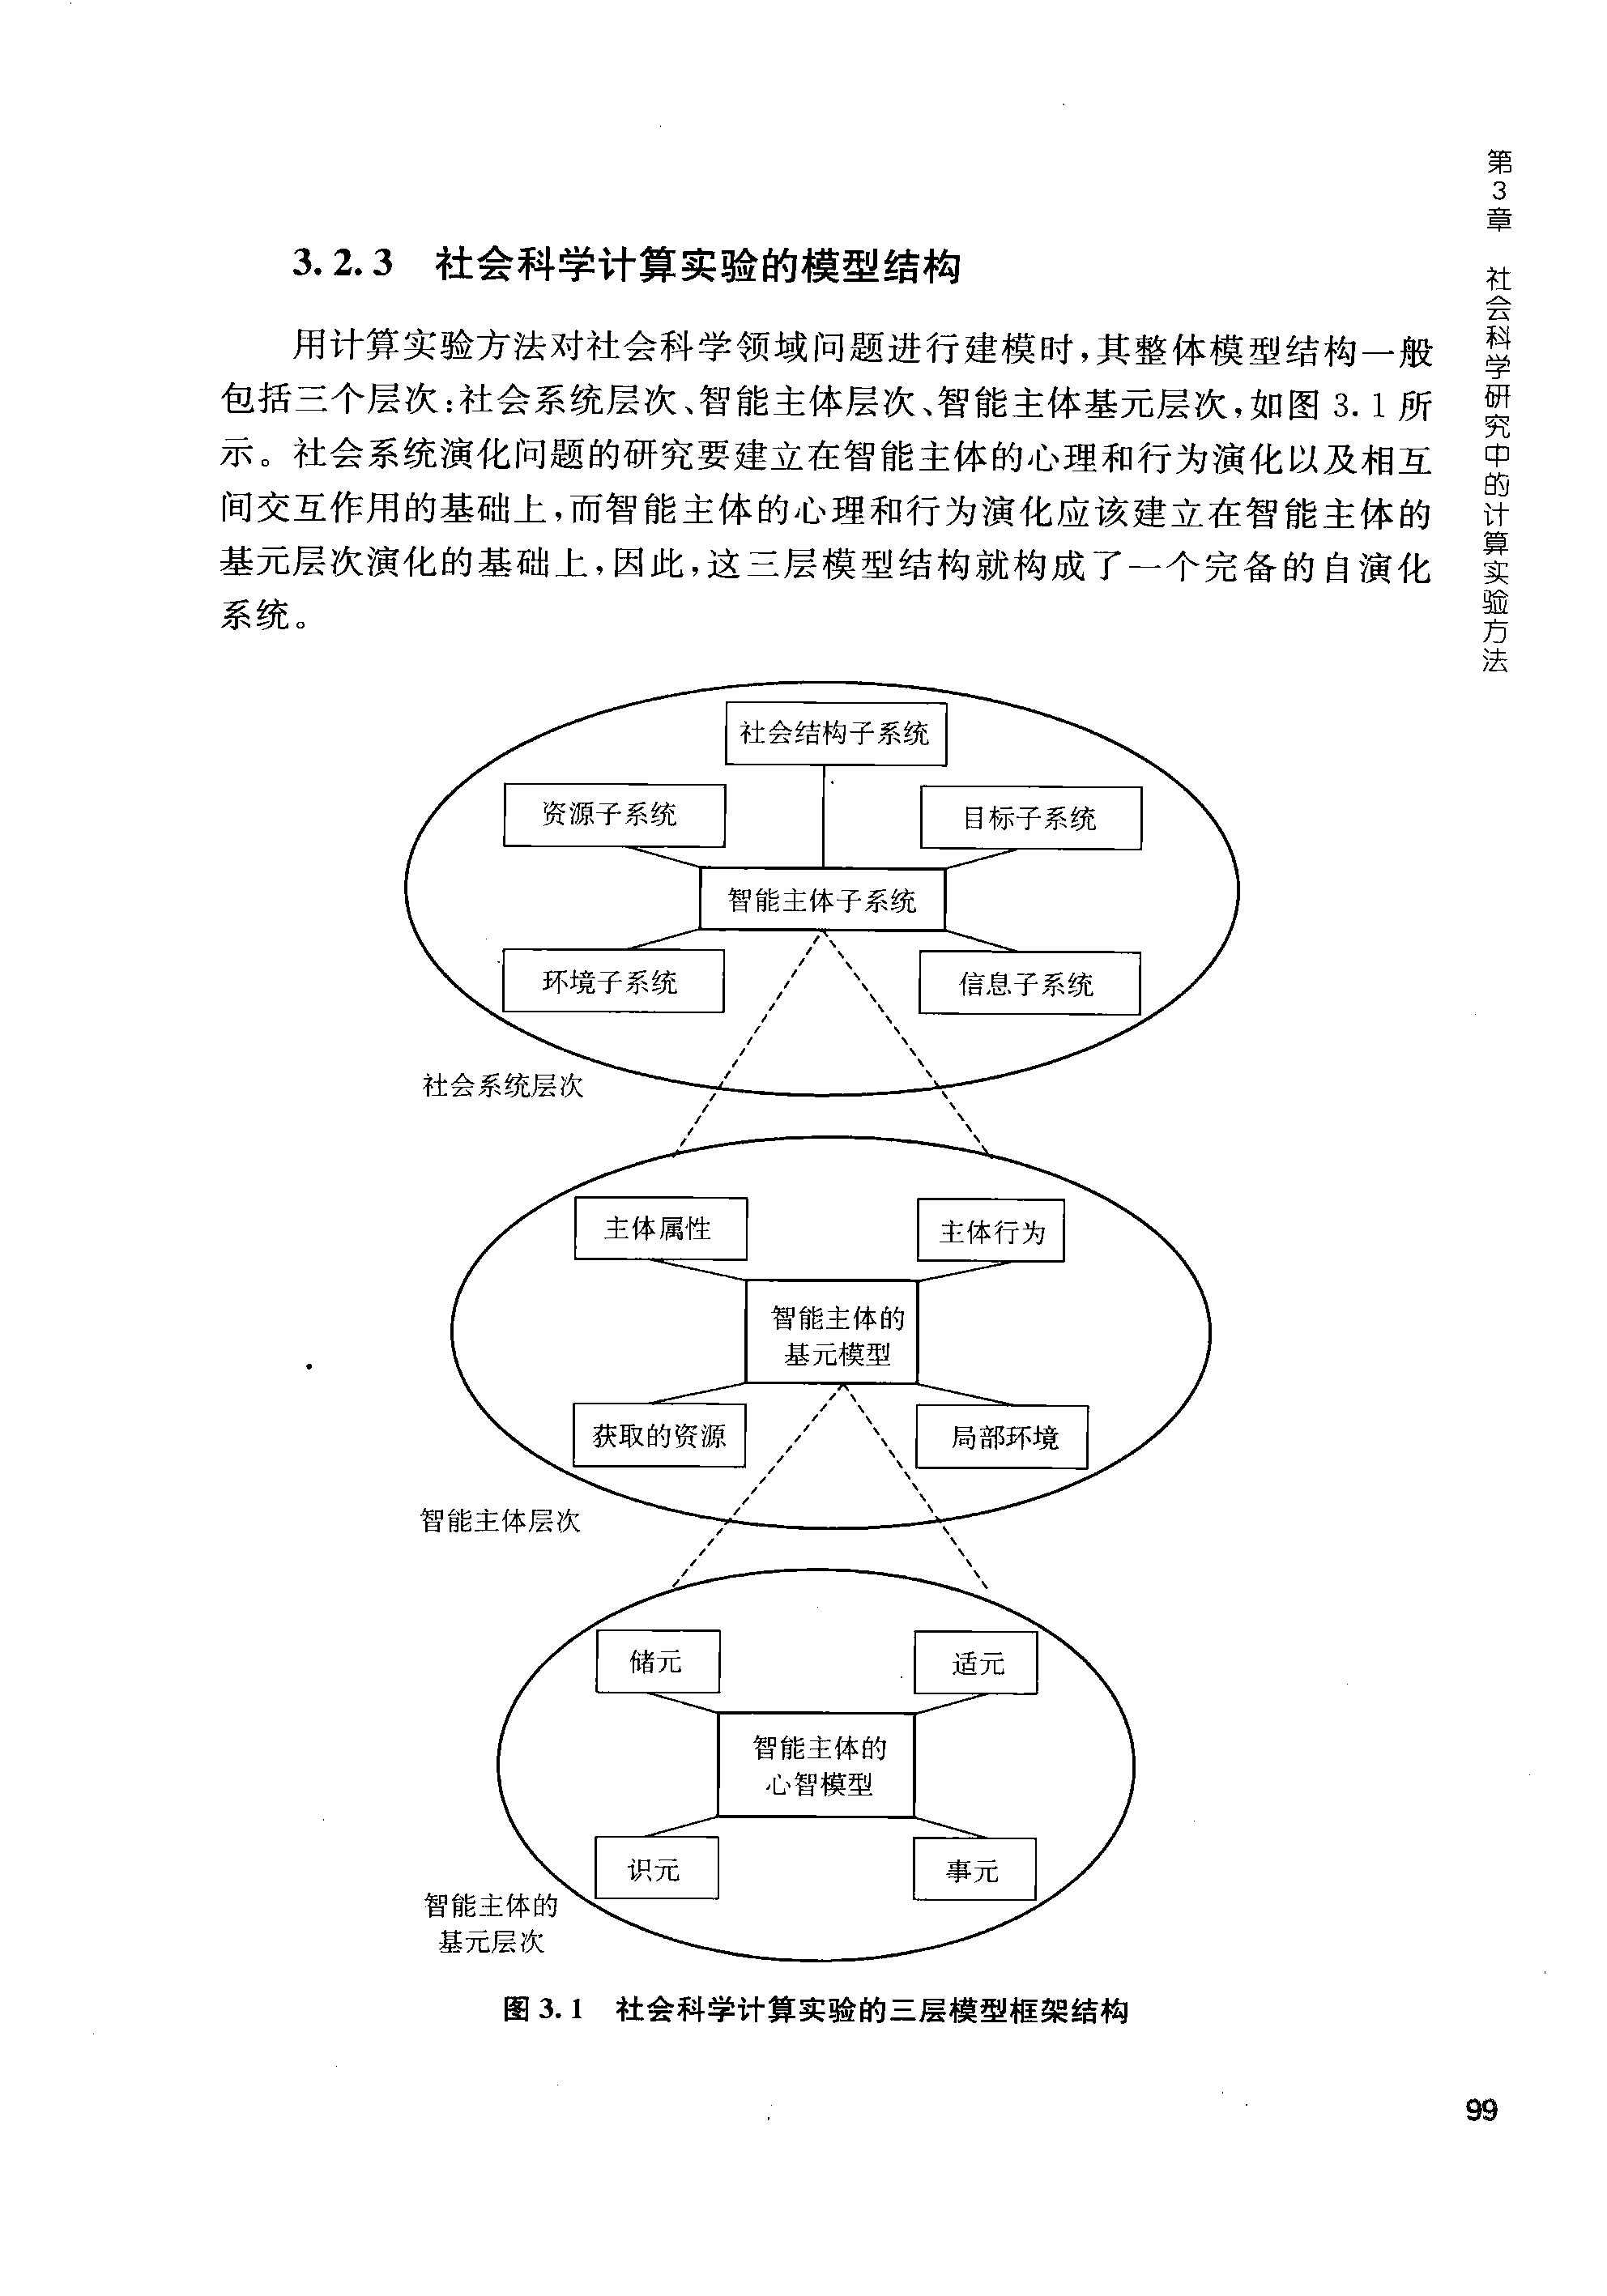 第3章 社会科学研究中的计算实验方法
3.2.3 社会科学计算实验的模型结构
用计算实验方法对社会科学领域问题进行建模时,其整体模型结构一般
包括三个层次:社会系统层次、智能主体层次、智能主体基元层次,如图 3.1 所
示。社会系统演化问题的研究要建立在智能主体的心理和行为演化以及相互
间交互作用的基础上,而智能主体的心理和行为演化应该建立在智能主体的
基元层次演化的基础上,因此,这三层模型结构就构成了一个完备的自演化
系统。
社会结构子系统
资源子系统
目标子系统
智能主体子系统
环境子系统
信息子系统
社会系统层次
主体属性
主体行为
智能主体的
基元模型
获取的资源
局部环境
智能主体层次
储元
适元
智能主体的
心智模型
识元
事元
智能主体的
基元层次
图 3.1 社会科学计算实验的三层模型框架结构
99